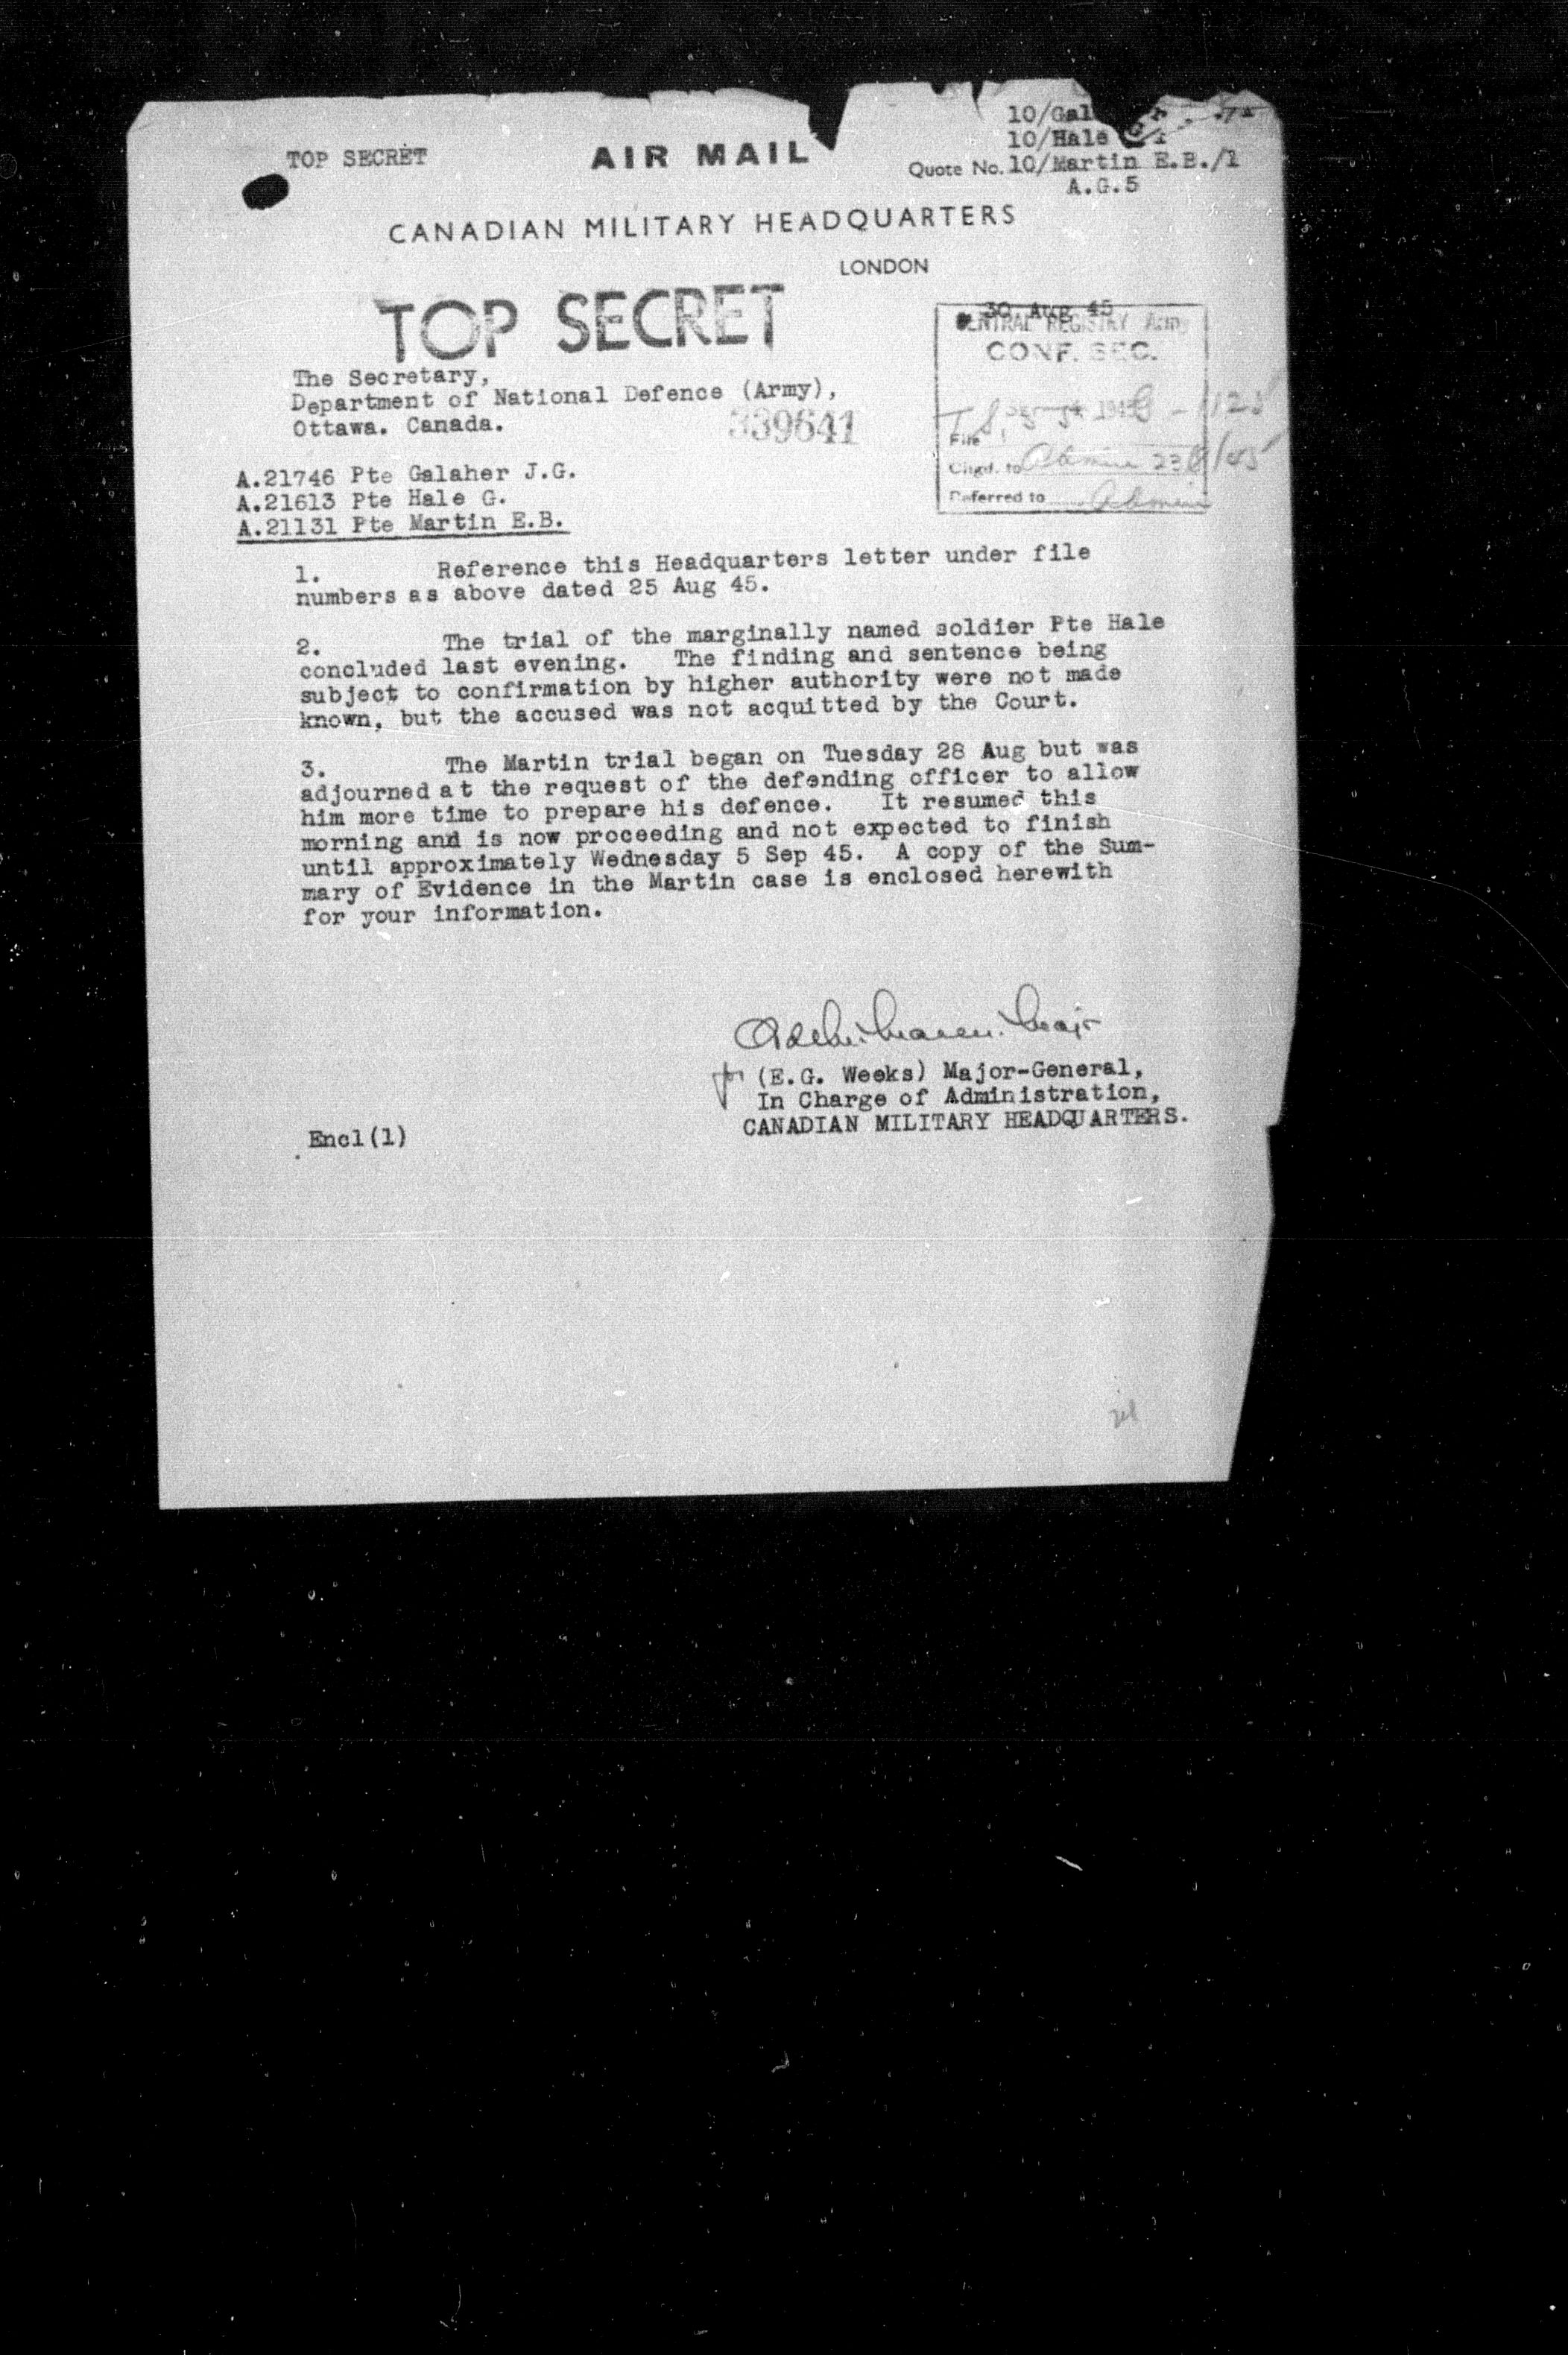 10/Gal
TOP SECRET
AIR MAIL
10/Hale
Quote No. 10/Martin E.B./1
A.G.5
CANADIAN MILITARY HEADQUARTERS
LONDON
TOP SECRET
30 Aug 45
CENTRAL REGISTRY Army
CONF. SEC.
The Secretary,
Department of National Defence (Army),
Ottawa. Canada.
339641
File
Chgd. to
Referred to
A.21746 Pte Galaher J.G.
A.21613 Pte Hale G.
A.21131 Pte Martin E.B.
1. Reference this Headquarters letter under file
numbers as above dated 25 Aug 45.
2. The trial of the marginally named soldier Pte Hale
concluded last evening. The finding and sentence being
subject to confirmation by higher authority were not made
known, but the accused was not acquitted by the Court.
3. The Martin trial began on Tuesday 28 Aug but was
adjourned at the request of the defending officer to allow
him more time to prepare his defence. It resumed this
morning and is now proceeding and not expected to finish
until approximately Wednesday 5 Sep 45. A copy of the Sum-
mary of Evidence in the Martin case is enclosed herewith
for your information.
for (E.G. Weeks) Major-General,
In Charge of Administration,
CANADIAN MILITARY HEADQUARTERS.
Encl(1)